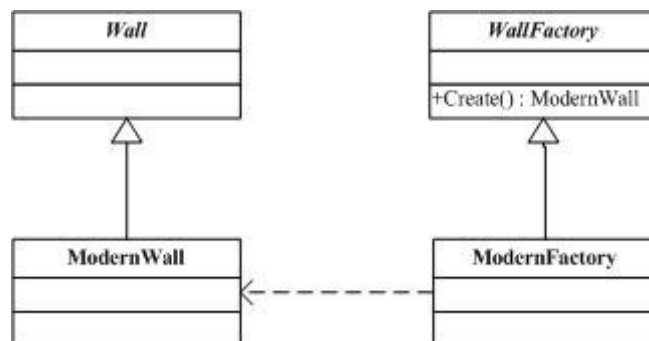 Wall
WallFactory
+Create() : ModernWall
ModernWall
ModernFactory